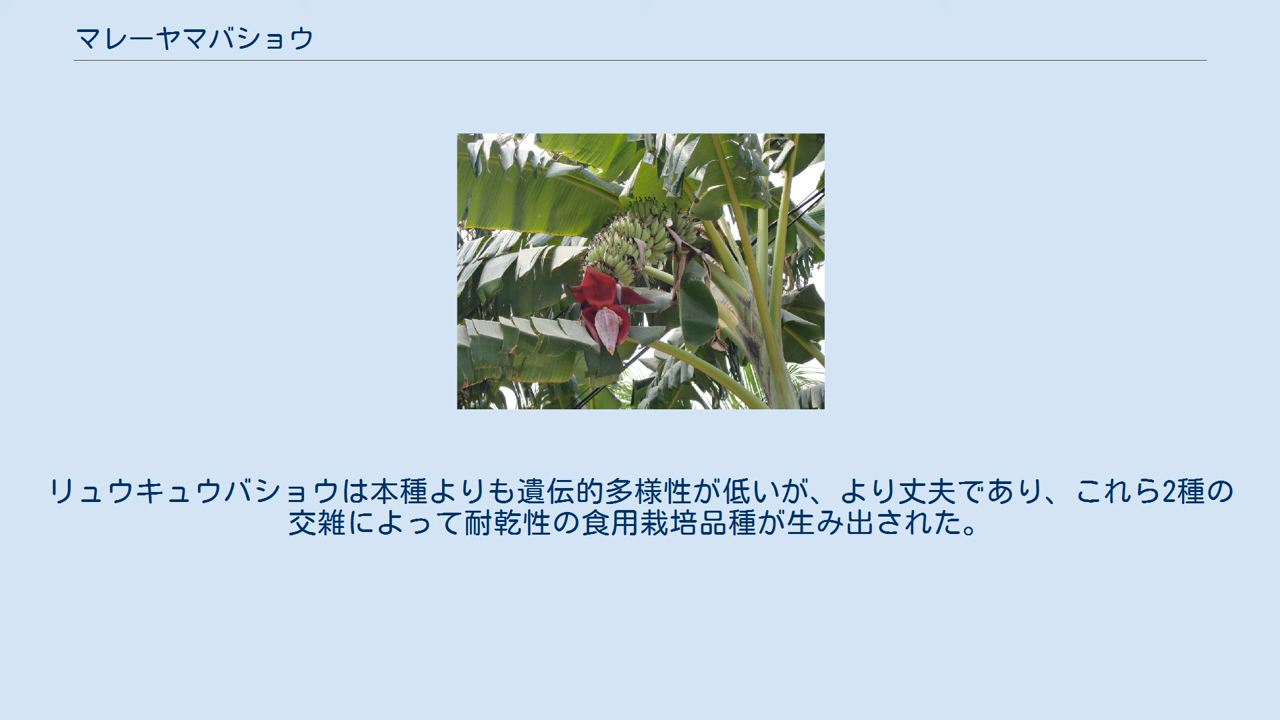 マレーヤマバショウ
リュウキュウバショウは本種よりも遺伝的多様性が低いが、より丈夫であり、これら2種の
交雑によって耐乾性の食用栽培品種が生み出された。